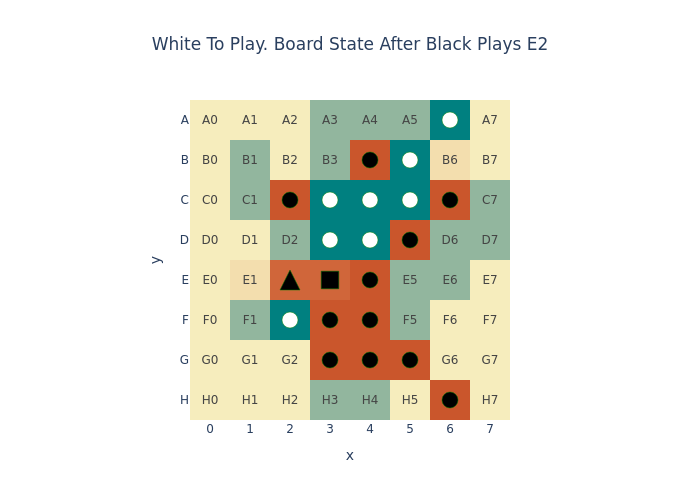 White To Play. Board State After Black Plays E2
A A0 A1 A2 A3 A4 A5 A7
B B0 B1 B2 B3 B6 B7
C C0 C1 C7
D D0 D1 D2 D6 D7
y
E E0 E1 E5 E6 E7
F F0 F1 F5 F6 F7
G G0 G1 G2 G6 G7
H H0 H1 H2 H3 H4 H5 H7
0 1 2 3 4 5 6 7
x